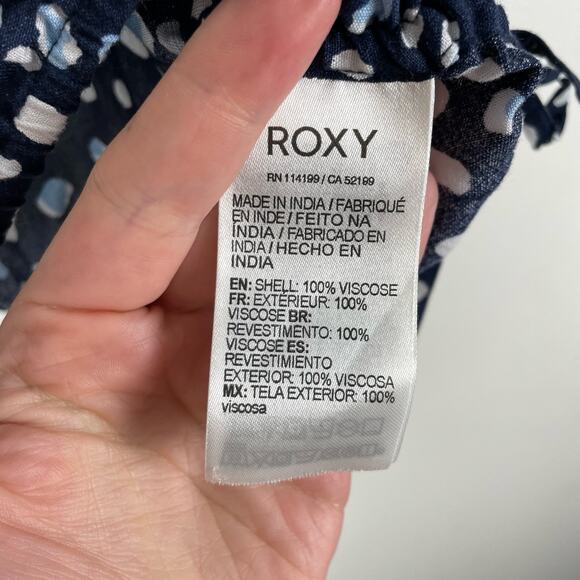 ROXY
RN 114199 / CA 52199
MADE IN INDIA / FABRIQUÉ
EN INDE / FEITO NA
ÍNDIA / FABRICADO EN
INDIA / HECHO EN
INDIA
EN: SHELL: 100% VISCOSE
FR: EXTÉRIEUR: 100%
VISCOSE BR:
REVESTIMENTO: 100%
VISCOSE ES:
REVESTIMIENTO
EXTERIOR: 100% VISCOSA
MX: TELA EXTERIOR: 100%
viscosa